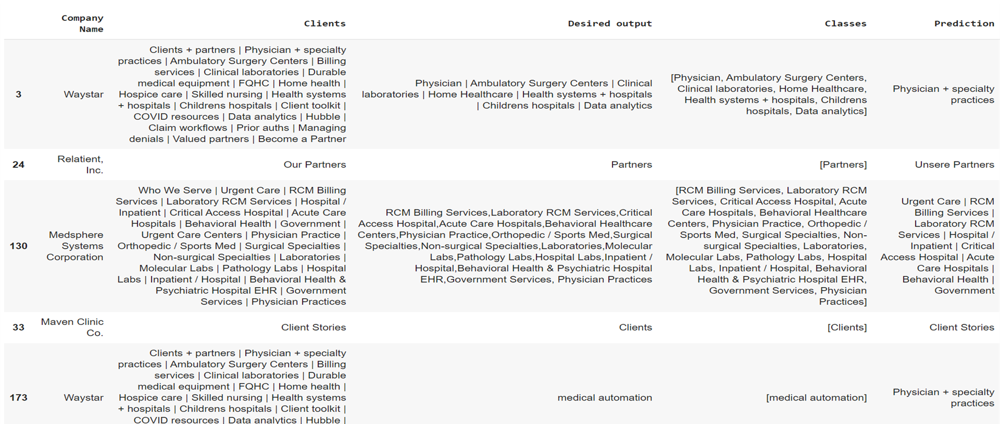 Company Name
Clients
Desired output
Classes
Prediction
3
Waystar
Clients + partners | Physician + specialty
practices | Ambulatory Surgery Centers | Billing
services | Clinical laboratories | Durable
medical equipment | FQHC | Home health |
Hospice care | Skilled nursing | Health systems
+ hospitals | Childrens hospitals | Client toolkit |
COVID resources | Data analytics | Hubble |
Claim workflows | Prior auths | Managing
denials | Valued partners | Become a Partner
Physician | Ambulatory Surgery Centers | Clinical
laboratories | Home Healthcare | Health systems + hospitals
| Childrens hospitals | Data analytics
[Physician, Ambulatory Surgery Centers,
Clinical laboratories, Home Healthcare,
Health systems + hospitals, Childrens
hospitals, Data analytics]
Physician + specialty
practices
24
Relatient,
Inc.
Our Partners
Partners
[Partners]
Unsere Partners
130
Medsphere
Systems
Corporation
Who We Serve | Urgent Care | RCM Billing
Services | Laboratory RCM Services | Hospital /
Inpatient | Critical Access Hospital | Acute Care
Hospitals | Behavioral Health | Government |
Urgent Care Centers | Physician Practice |
Orthopedic / Sports Med | Surgical Specialties |
Non-surgical Specialties | Laboratories |
Molecular Labs | Pathology Labs | Hospital
Labs | Inpatient / Hospital | Behavioral Health &
Psychiatric Hospital EHR | Government
Services | Physician Practices
RCM Billing Services,Laboratory RCM Services,Critical
Access Hospital,Acute Care Hospitals,Behavioral Healthcare
Centers,Physician Practice,Orthopedic / Sports Med,Surgical
Specialties,Non-surgical Specialties,Laboratories,Molecular
Labs,Pathology Labs,Hospital Labs,Inpatient /
Hospital,Behavioral Health & Psychiatric Hospital
EHR,Government Services, Physician Practices
[RCM Billing Services, Laboratory RCM
Services, Critical Access Hospital, Acute
Care Hospitals, Behavioral Healthcare
Centers, Physician Practice, Orthopedic /
Sports Med, Surgical Specialties, Non-
surgical Specialties, Laboratories,
Molecular Labs, Pathology Labs, Hospital
Labs, Inpatient / Hospital, Behavioral
Health & Psychiatric Hospital EHR,
Government Services, Physician
Practices]
Urgent Care | RCM
Billing Services |
Laboratory RCM
Services | Hospital /
Inpatient | Critical
Access Hospital | Acute
Care Hospitals |
Behavioral Health |
Government
33
Maven Clinic
Co.
Client Stories
Clients
[Clients]
Client Stories
173
Waystar
Clients + partners | Physician + specialty
practices | Ambulatory Surgery Centers | Billing
services | Clinical laboratories | Durable
medical equipment | FQHC | Home health |
Hospice care | Skilled nursing | Health systems
+ hospitals | Childrens hospitals | Client toolkit |
COVID resources | Data analytics | Hubble |
medical automation
[medical automation]
Physician + specialty
practices